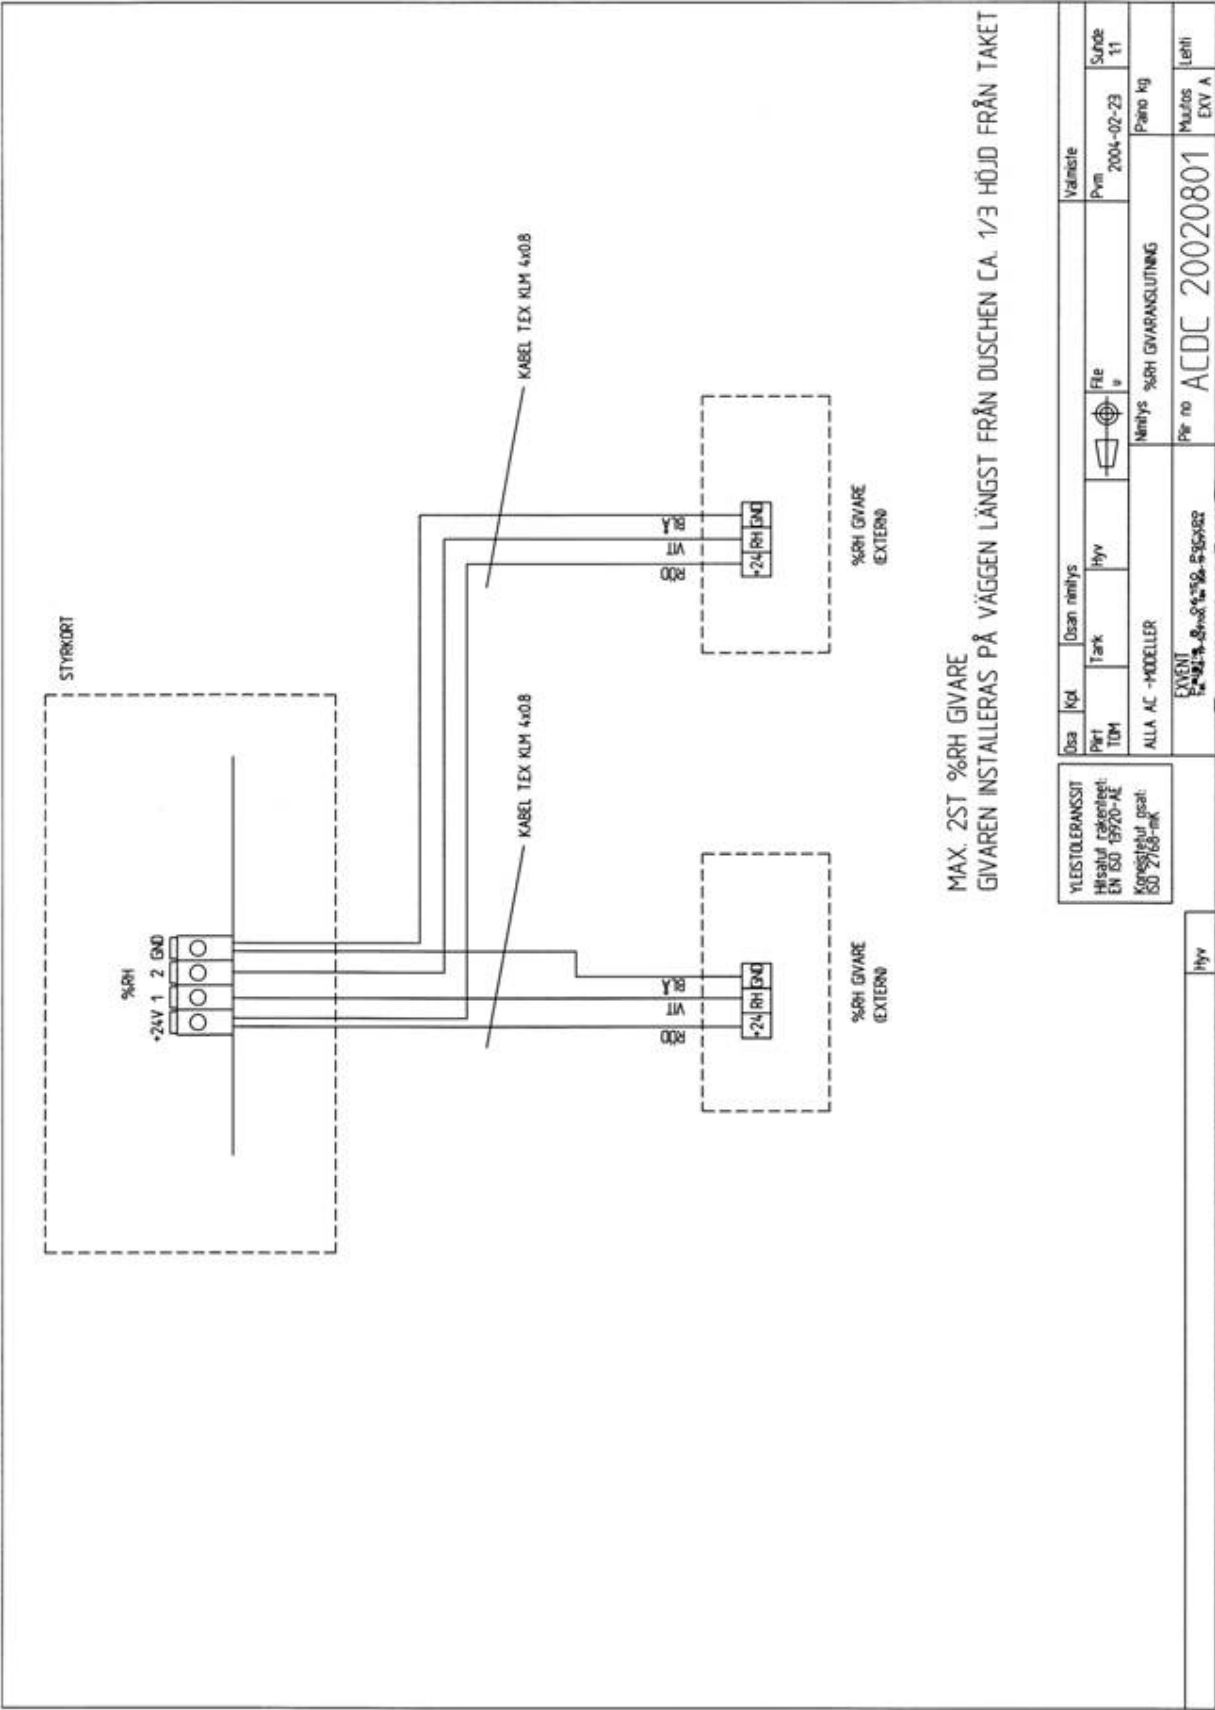 STYRKORT
%RH
+24V 1 2 GND
KABEL T.EX KLM 4x0.8
KABEL T.EX KLM 4x0.8
RÖD
VIT
BLÅ
RÖD
VIT
BLÅ
+24 RH GND
+24 RH GND
%RH GIVARE
(EXTERN)
%RH GIVARE
(EXTERN)
MAX. 2ST %RH GIVARE
GIVAREN INSTALLERAS PÅ VÄGGEN LÄNGST FRÅN DUSCHEN CA. 1/3 HÖJD FRÅN TAKET
YLEISTOLERANSSIT
Hitsatut rakenteet:
EN ISO 13920-AE
Koneistetut osat:
ISO 2768-mK
Osa Kpl Osan nimitys Valmiste
Piirt Tark Hyv File Pvm Suhde
TOM 2004-02-23 1:1
ALLA AC -MODELLER
Nimitys %RH GIVARANSLUTNING
Paino kg
EXVENT
Piir no ACDC 20020801
Muutos Lehti
EXV A
Hyv